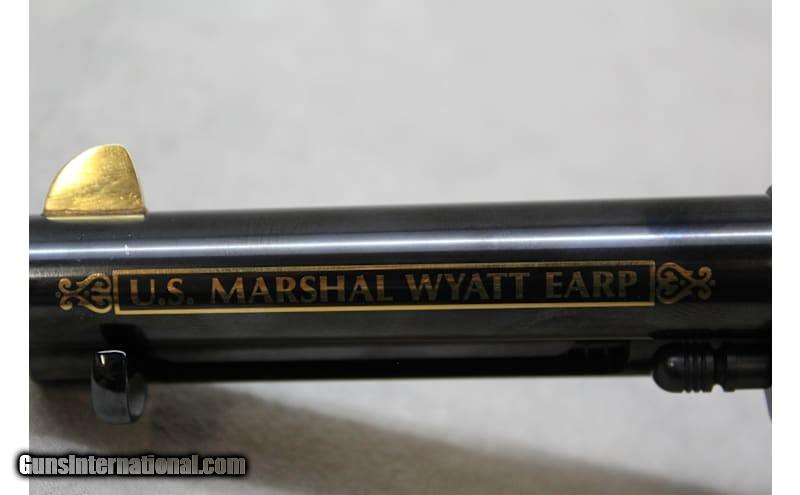 U.S. MARSHAL WYATT EARP
GunsInternational.com